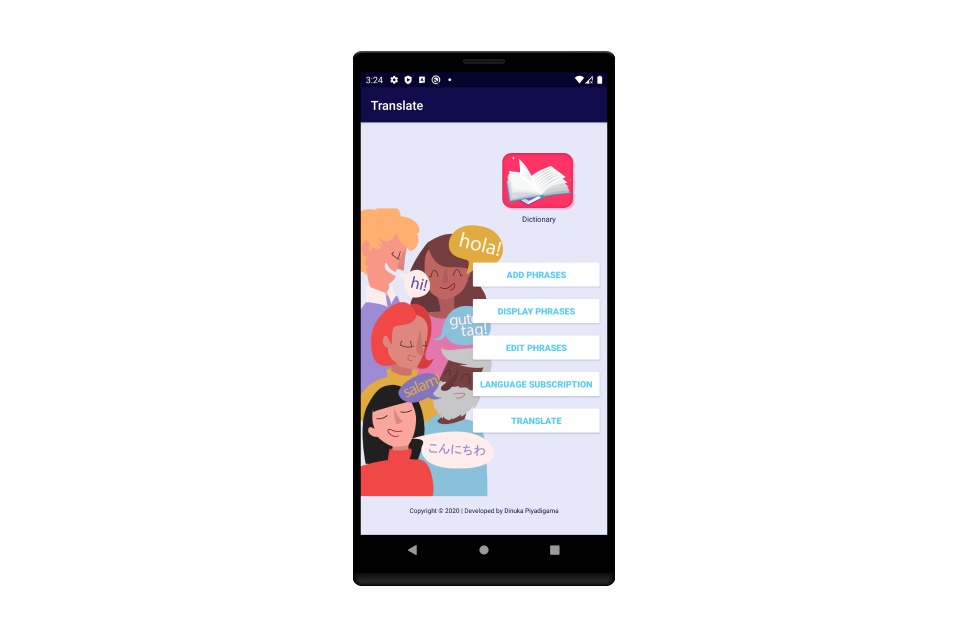 3:24
Translate
Dictionary
hola!
hi!
ADD PHRASES
gute
tag!
DISPLAY PHRASES
EDIT PHRASES
salam
LANGUAGE SUBSCRIPTION
TRANSLATE
こんにちわ
Copyright © 2020 | Developed by Dinuka Piyadigama